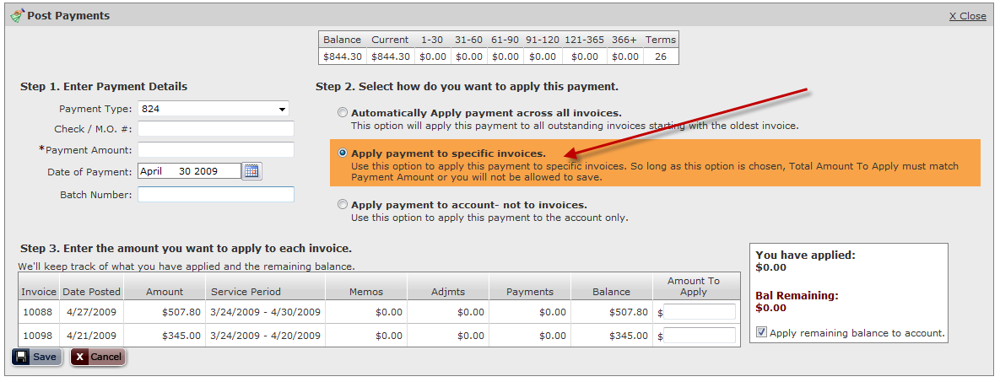 Post Payments
X Close
Balance Current 1-30 31-60 61-90 91-120 121-365 366+ Terms
$844.30 $844.30 $0.00 $0.00 $0.00 $0.00 $0.00 $0.00 26
Step 1. Enter Payment Details
Payment Type: 824
Check / M.O. #:
*Payment Amount:
Date of Payment: April 30 2009
Batch Number:
Step 2. Select how do you want to apply this payment.
Automatically Apply payment across all invoices.
This option will apply this payment to all outstanding invoices starting with the oldest invoice.
Apply payment to specific invoices.
Use this option to apply this payment to specific invoices. So long as this option is chosen, Total Amount To Apply must match
Payment Amount or you will not be allowed to save.
Apply payment to account- not to invoices.
Use this option to apply this payment to the account only.
Step 3. Enter the amount you want to apply to each invoice.
We'll keep track of what you have applied and the remaining balance.
Invoice Date Posted Amount Service Period Memos Adjmts Payments Balance Amount To
Apply
10088 4/27/2009 $507.80 3/24/2009 - 4/30/2009 $0.00 $0.00 $0.00 $507.80 $
10098 4/21/2009 $345.00 3/24/2009 - 4/20/2009 $0.00 $0.00 $0.00 $345.00 $
You have applied:
$0.00
Bal Remaining:
$0.00
Apply remaining balance to account.
Save
X Cancel